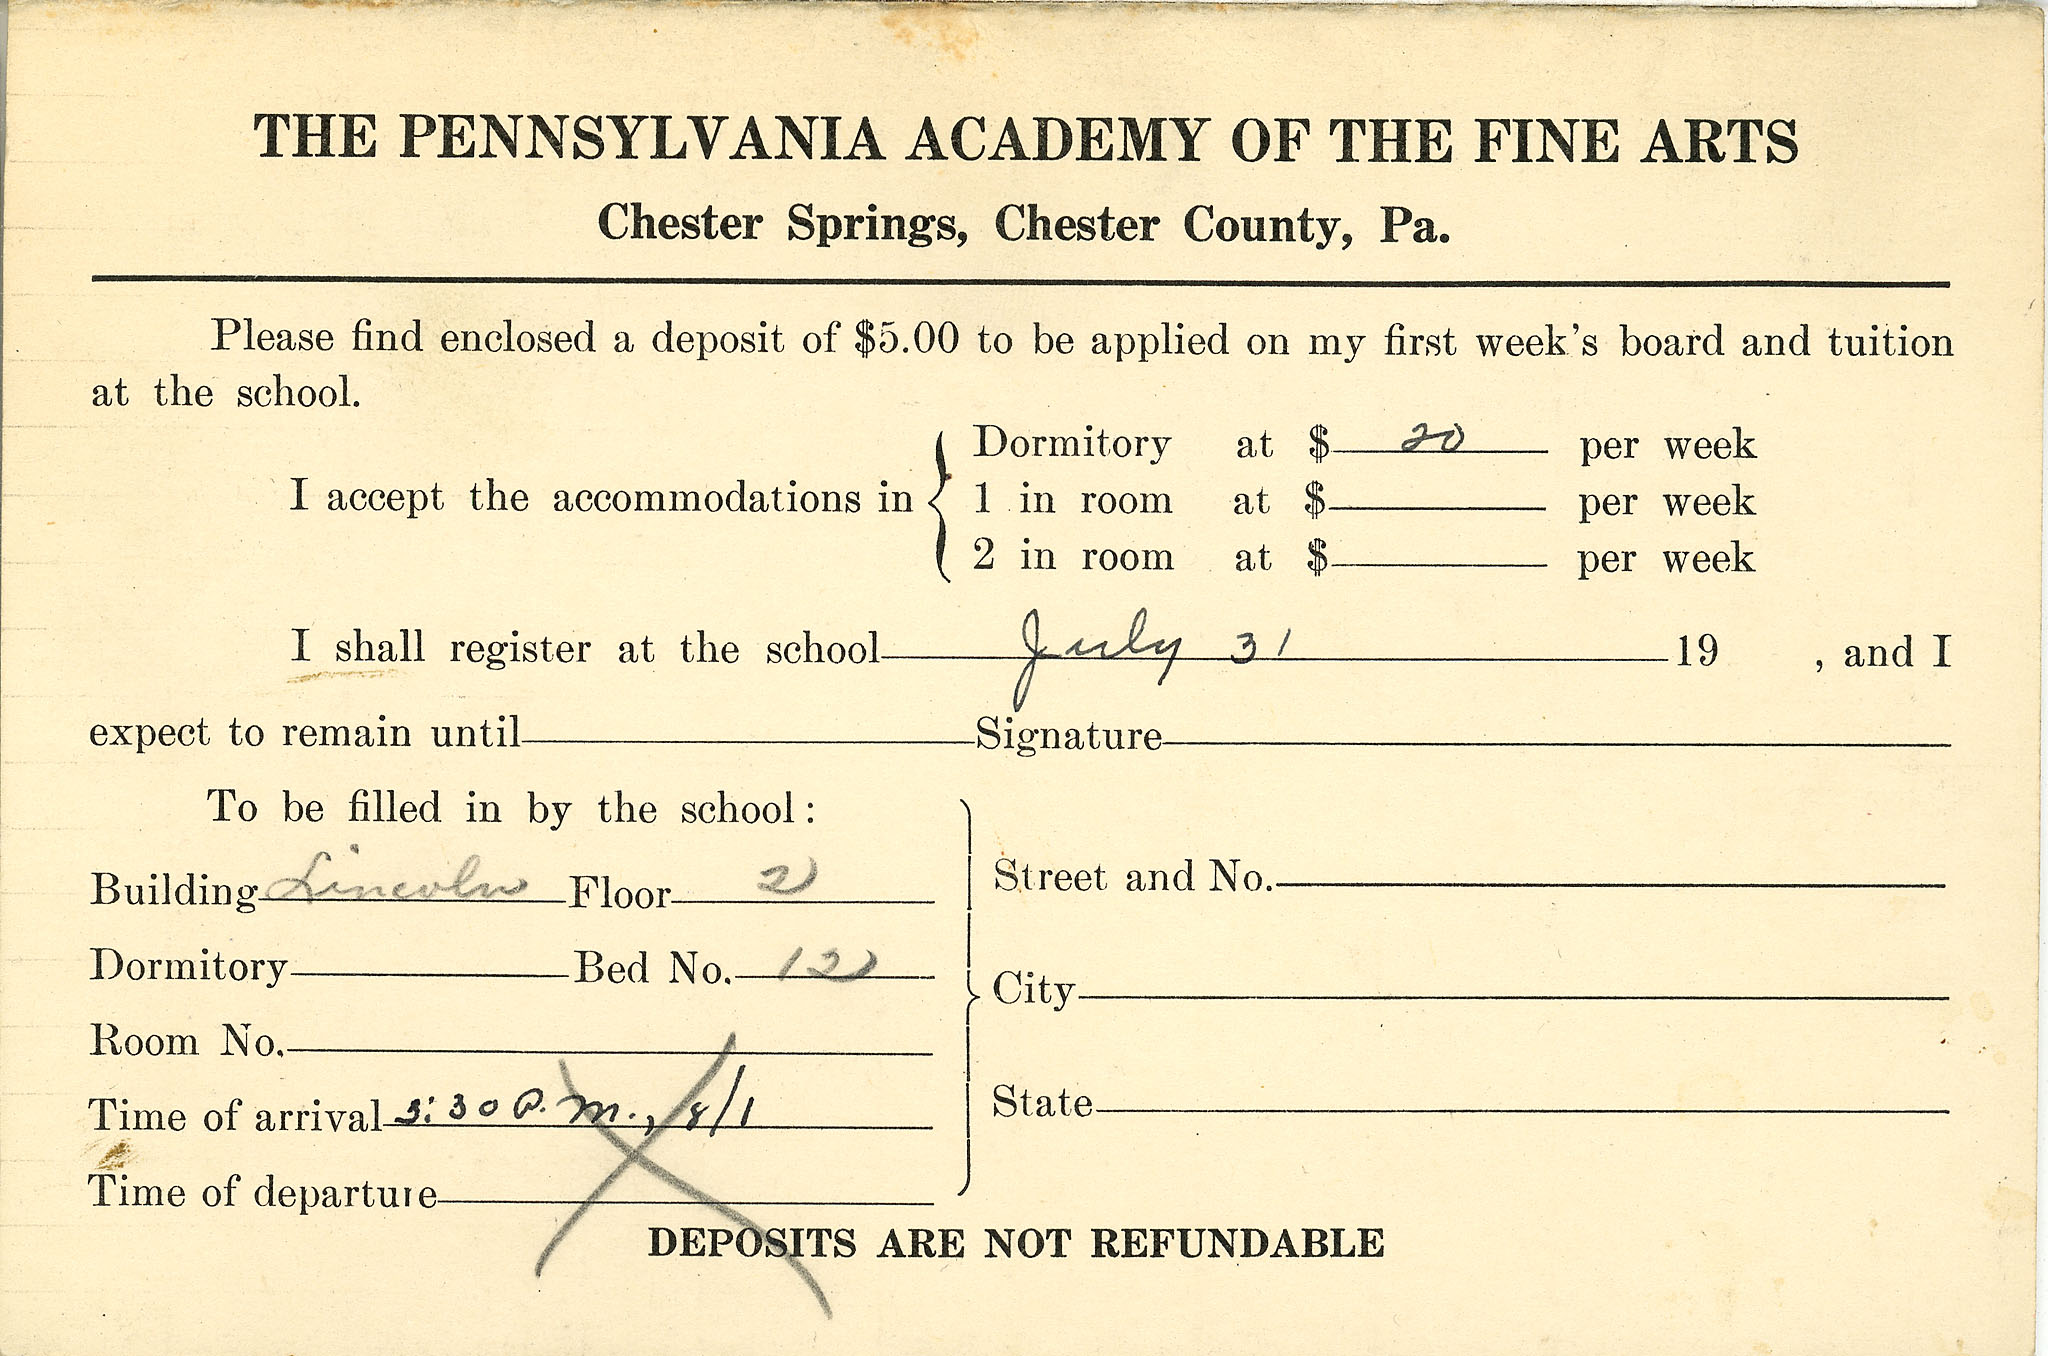 THE PENNSYLVANIA ACADEMY OF THE FINE ARTS
Chester Springs, Chester County, Pa.
Please find enclosed a deposit of $5.00 to be applied on my first week's board and tuition
at the school.
I accept the accommodations in
Dormitory at $ 20 per week
1 in room at $ per week
2 in room at $ per week
I shall register at the school July 31 19 , and I
expect to remain until Signature
To be filled in by the school:
Building Lincoln Floor 2
Dormitory Bed No. 12
Room No.
Time of arrival 3:30 P.M., 8/1
Time of departure
Street and No.
City
State
DEPOSITS ARE NOT REFUNDABLE